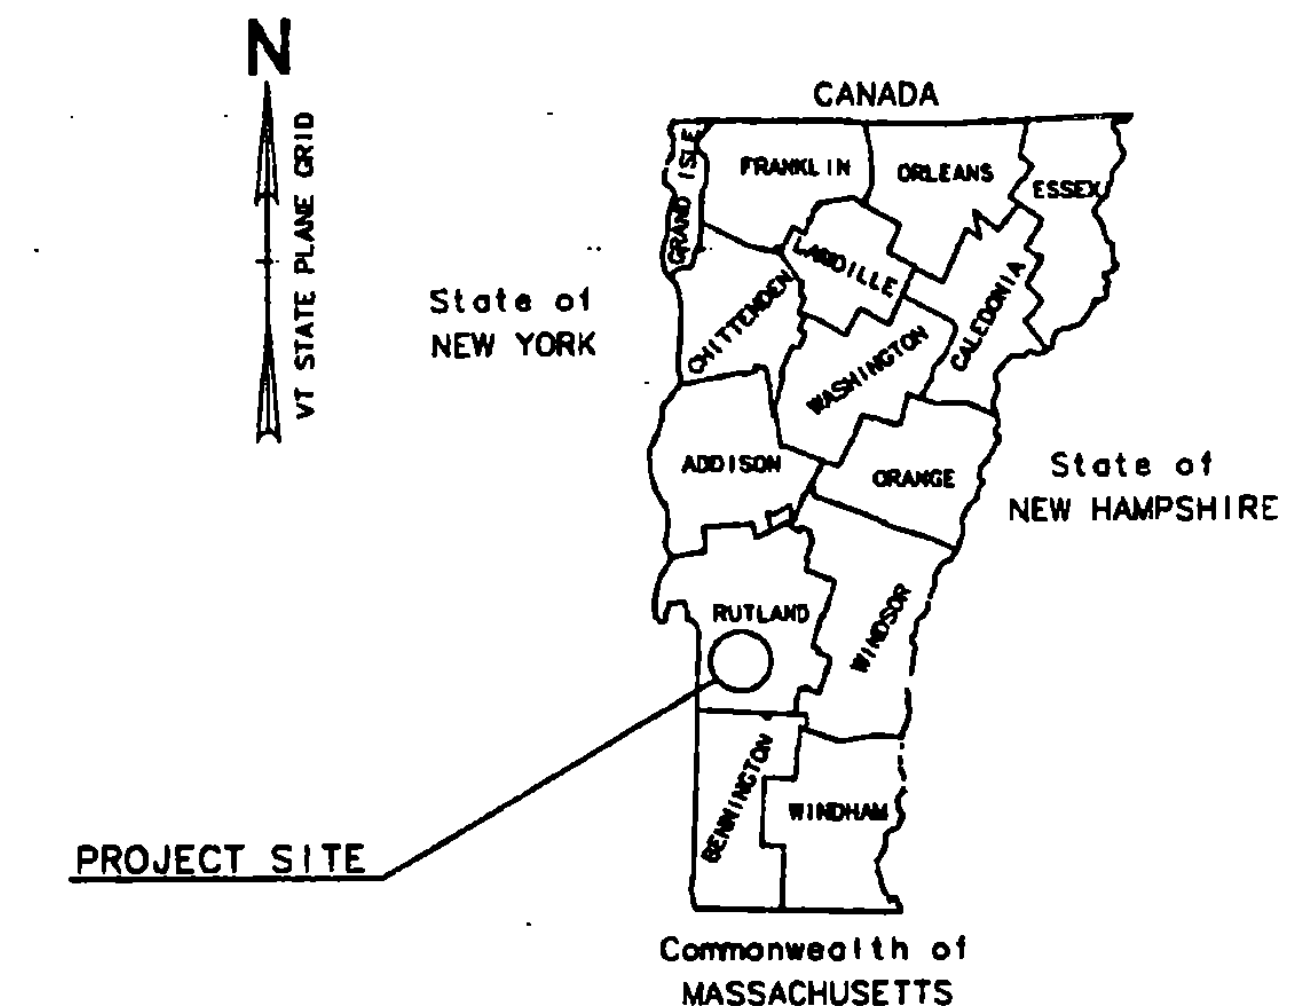 N
VT STATE PLANE GRID
CANADA
GRAND ISLE
FRANKLIN
ORLEANS
ESSEX
LAMOILLE
State of
NEW YORK
CHITTENDEN
CALEDONIA
WASHINGTON
ADDISON
ORANGE
State of
NEW HAMPSHIRE
RUTLAND
WINDSOR
BENNINGTON
WINDHAM
PROJECT SITE
Commonwealth of
MASSACHUSETTS